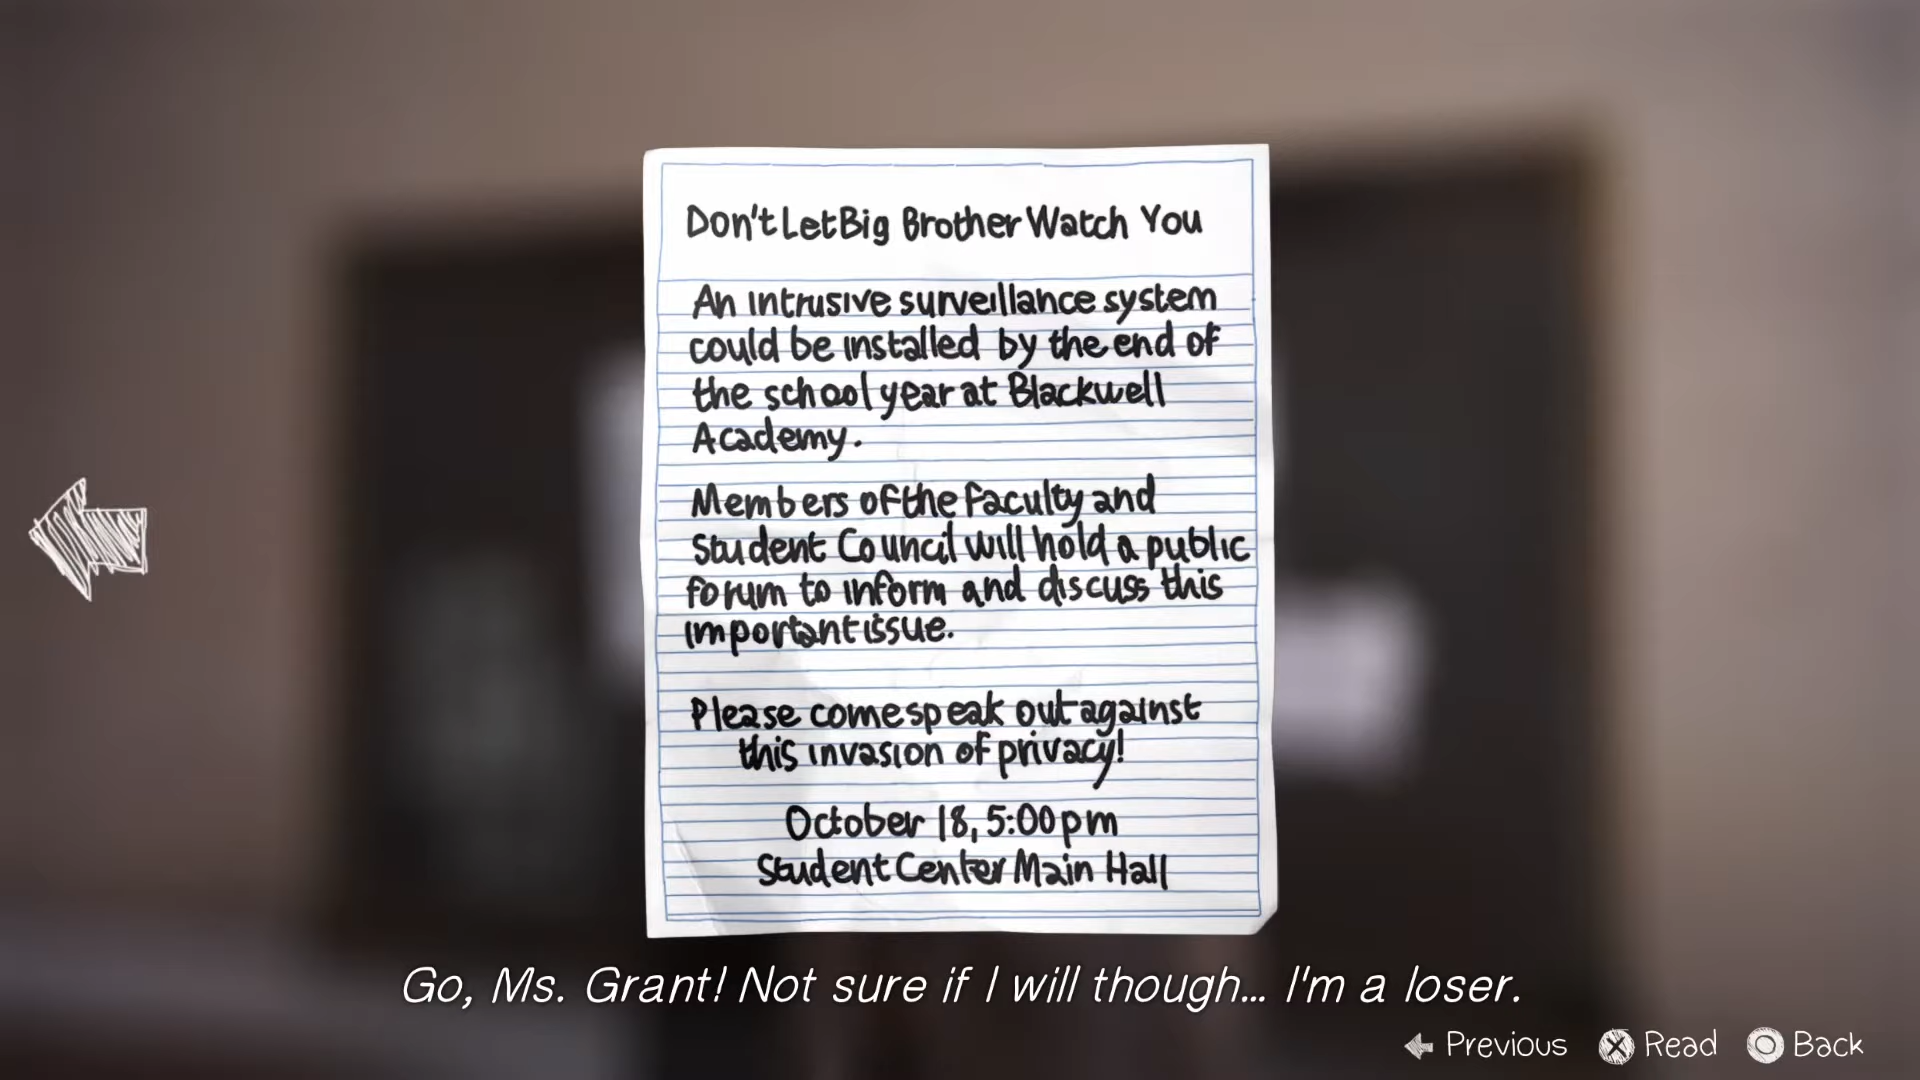 Don't Let Big Brother Watch You
An intrusive surveillance system
could be installed by the end of
the school year at Blackwell
Academy.
Members of the Faculty and
Student Council will hold a public
forum to inform and discuss this
important issue.
Please come speak out against
this invasion of privacy!
October 18, 5:00pm
Student Center Main Hall
Go, Ms. Grant! Not sure if I will though... I'm a loser.
Previous Read Back